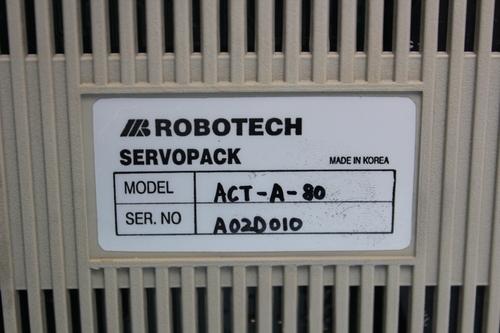 ROBOTECH
SERVOPACK MADE IN KOREA
MODEL ACT-A-80
SER. NO A02D010